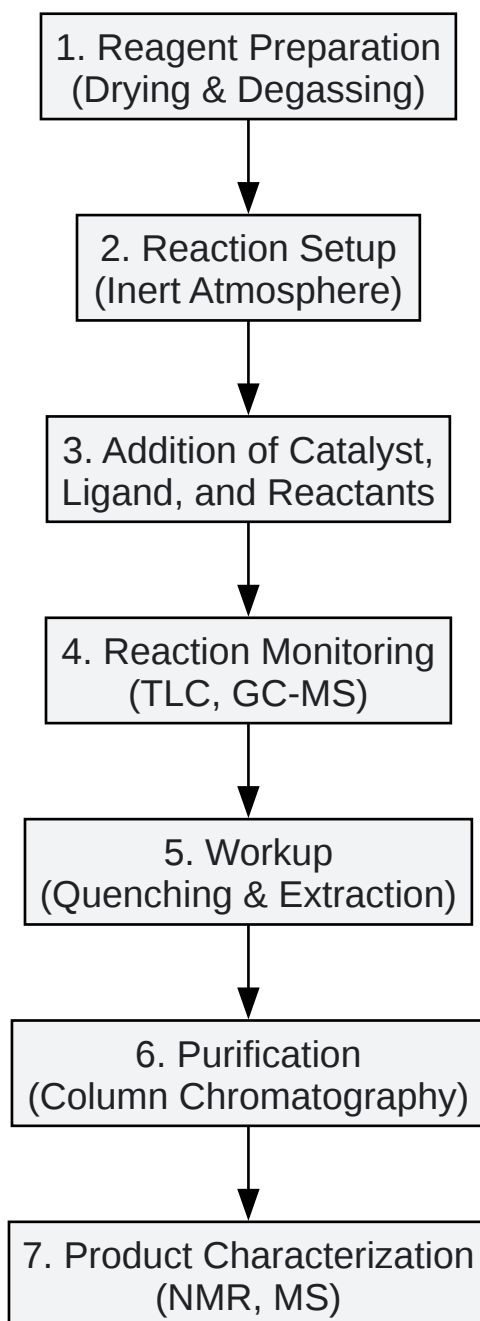 1. Reagent Preparation
(Drying & Degassing)
2. Reaction Setup
(Inert Atmosphere)
3. Addition of Catalyst,
Ligand, and Reactants
4. Reaction Monitoring
(TLC, GC-MS)
5. Workup
(Quenching & Extraction)
6. Purification
(Column Chromatography)
7. Product Characterization
(NMR, MS)